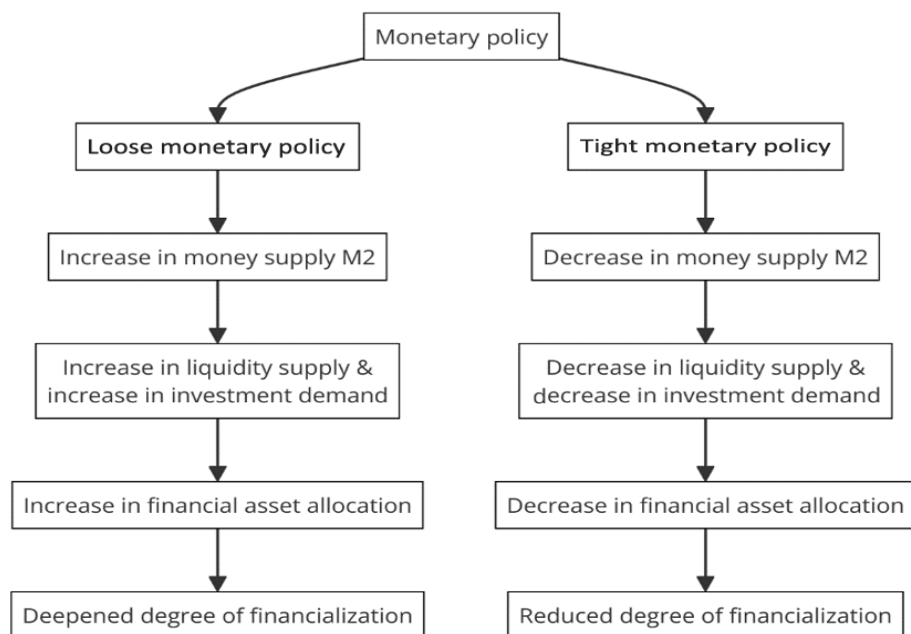 Monetary policy
Loose monetary policy
Tight monetary policy
Increase in money supply M2
Decrease in money supply M2
Increase in liquidity supply &
increase in investment demand
Decrease in liquidity supply &
decrease in investment demand
Increase in financial asset allocation
Decrease in financial asset allocation
Deepened degree of financialization
Reduced degree of financialization